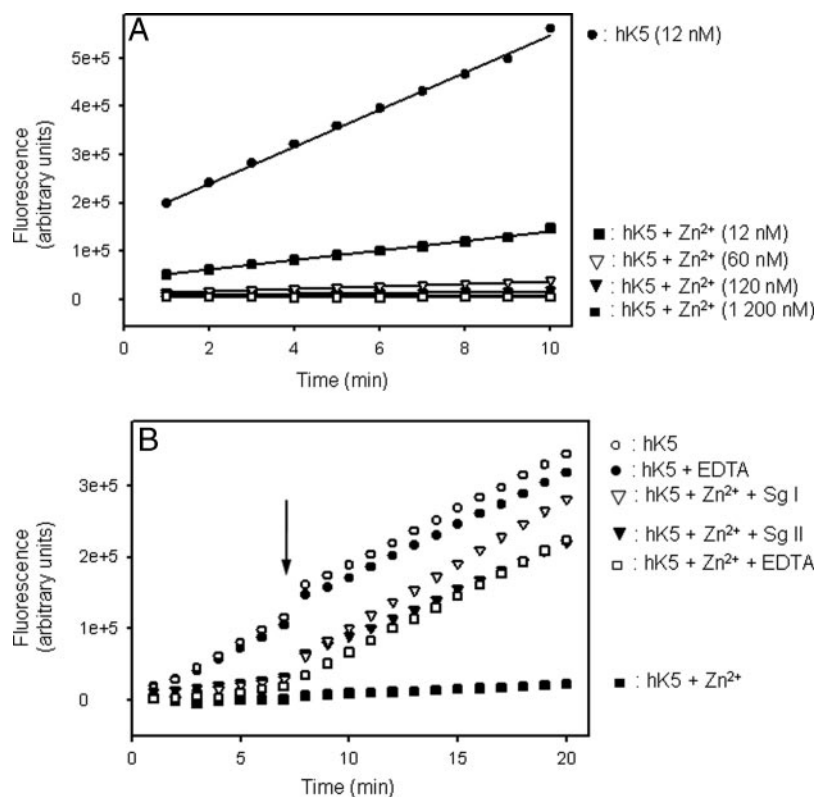 A
● : hK5 (12 nM)
5e+5
4e+5
3e+5
2e+5
1e+5
0
Fluorescence
(arbitrary units)
■ : hK5 + Zn²⁺ (12 nM)
▽ : hK5 + Zn²⁺ (60 nM)
▼ : hK5 + Zn²⁺ (120 nM)
■ : hK5 + Zn²⁺ (1 200 nM)
0 2 4 6 8 10
Time (min)
B
○ : hK5
● : hK5 + EDTA
▽ : hK5 + Zn²⁺ + Sg I
▼ : hK5 + Zn²⁺ + Sg II
□ : hK5 + Zn²⁺ + EDTA
■ : hK5 + Zn²⁺
3e+5
2e+5
1e+5
0
Fluorescence
(arbitrary units)
0 5 10 15 20
Time (min)